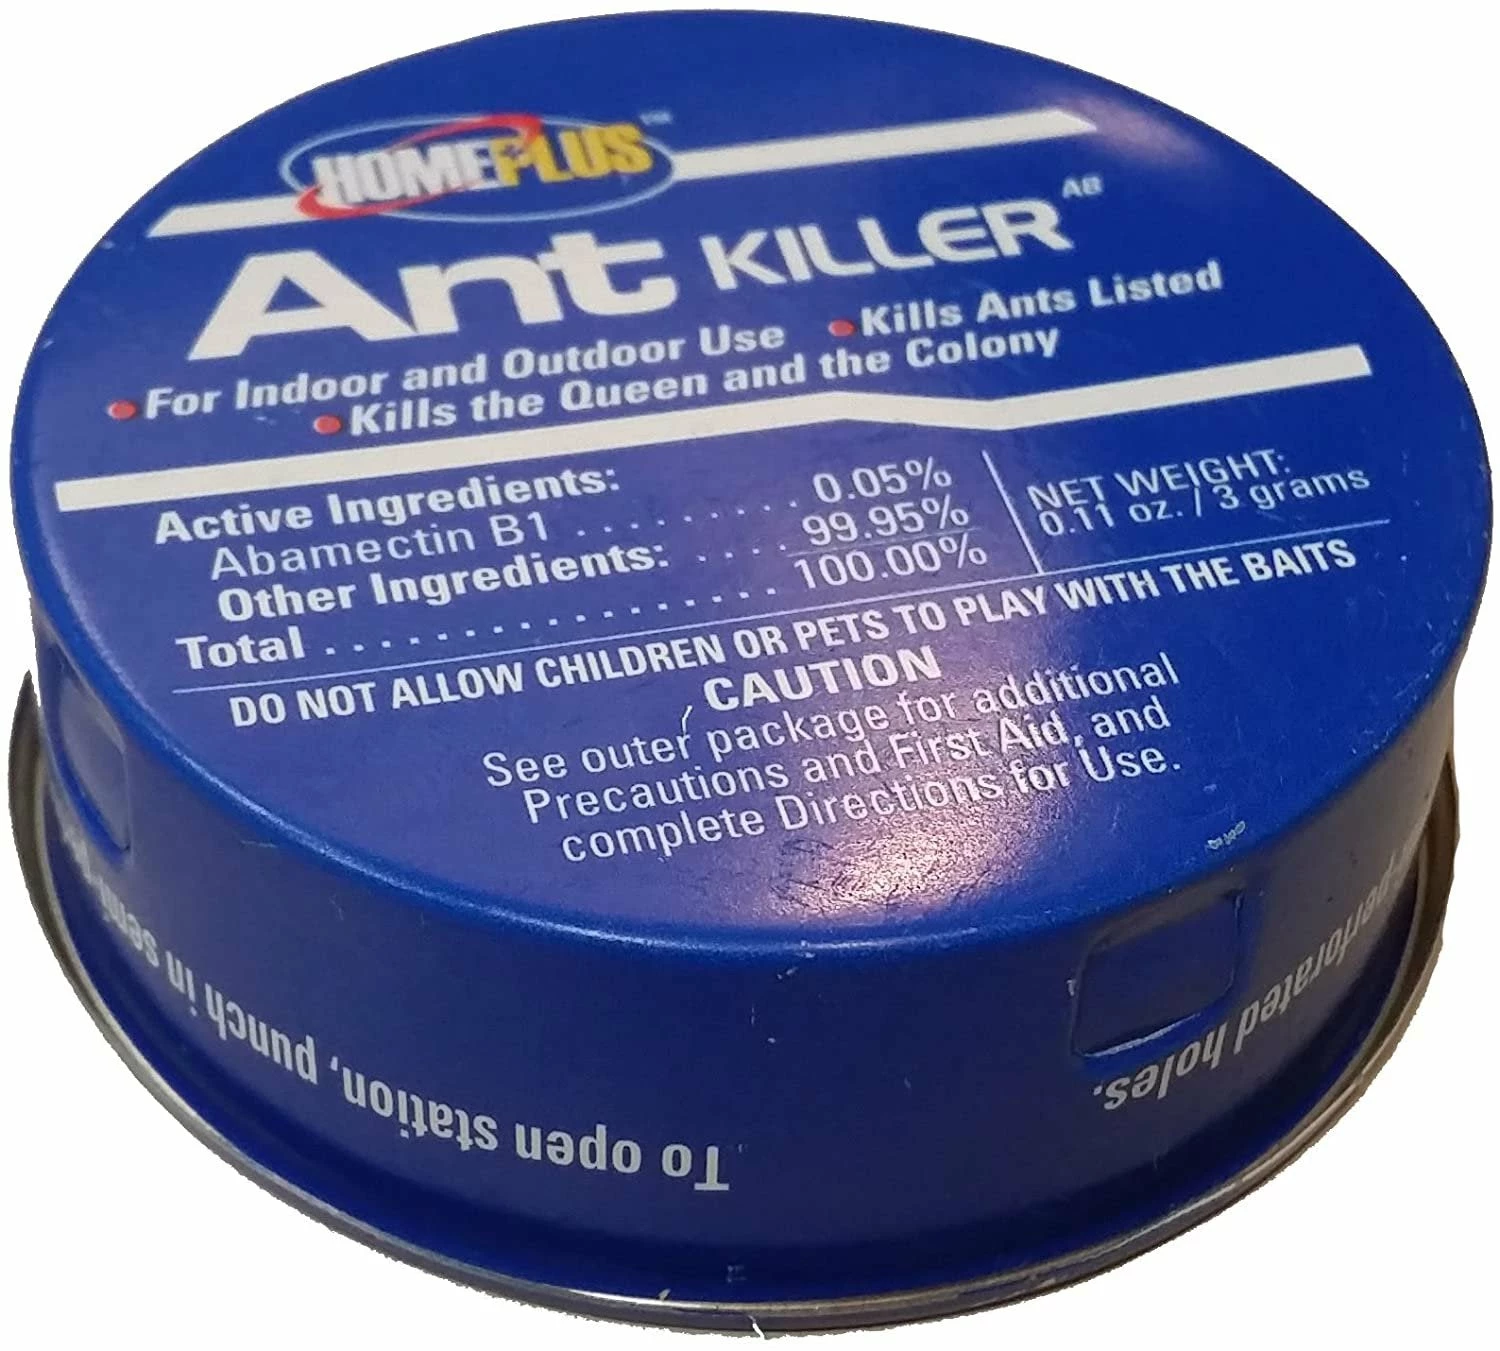 HOMEPLUS™
Ant KILLER AB
• For Indoor and Outdoor Use • Kills Ants Listed
• Kills the Queen and the Colony
Active Ingredients:
Abamectin B1 . . . . . . . . . . 0.05%
Other Ingredients: . . . . 99.95%
Total . . . . . . . . . . . . . . . . . 100.00%
NET WEIGHT:
0.11 oz. / 3 grams
DO NOT ALLOW CHILDREN OR PETS TO PLAY WITH THE BAITS
CAUTION
See outer package for additional
Precautions and First Aid, and
complete Directions for Use.
To open station, punch in
perforated holes.